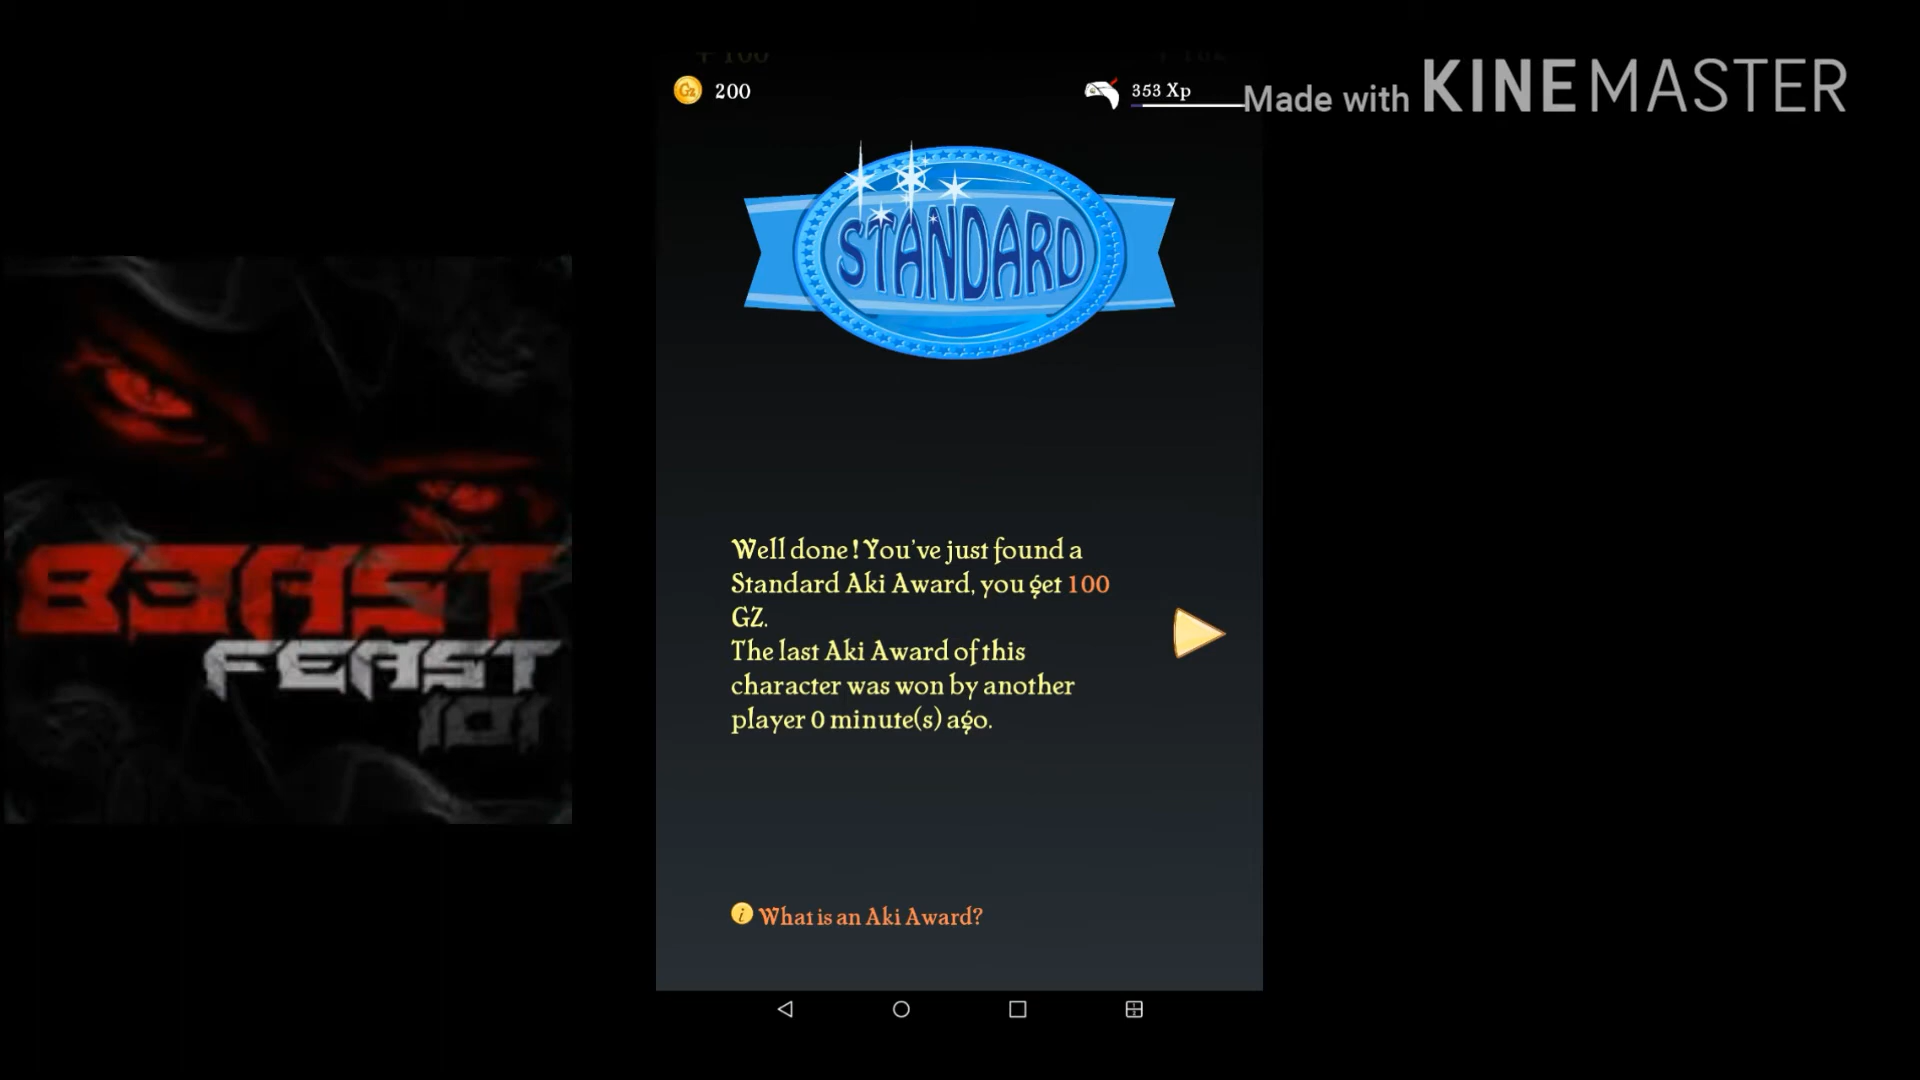 + 100
200
353 Xp
Made with KINEMASTER
STANDARD
BEAST
FEAST
101
Well done! You've just found a
Standard Aki Award, you get 100
GZ.
The last Aki Award of this
character was won by another
player 0 minute(s) ago.
i What is an Aki Award?